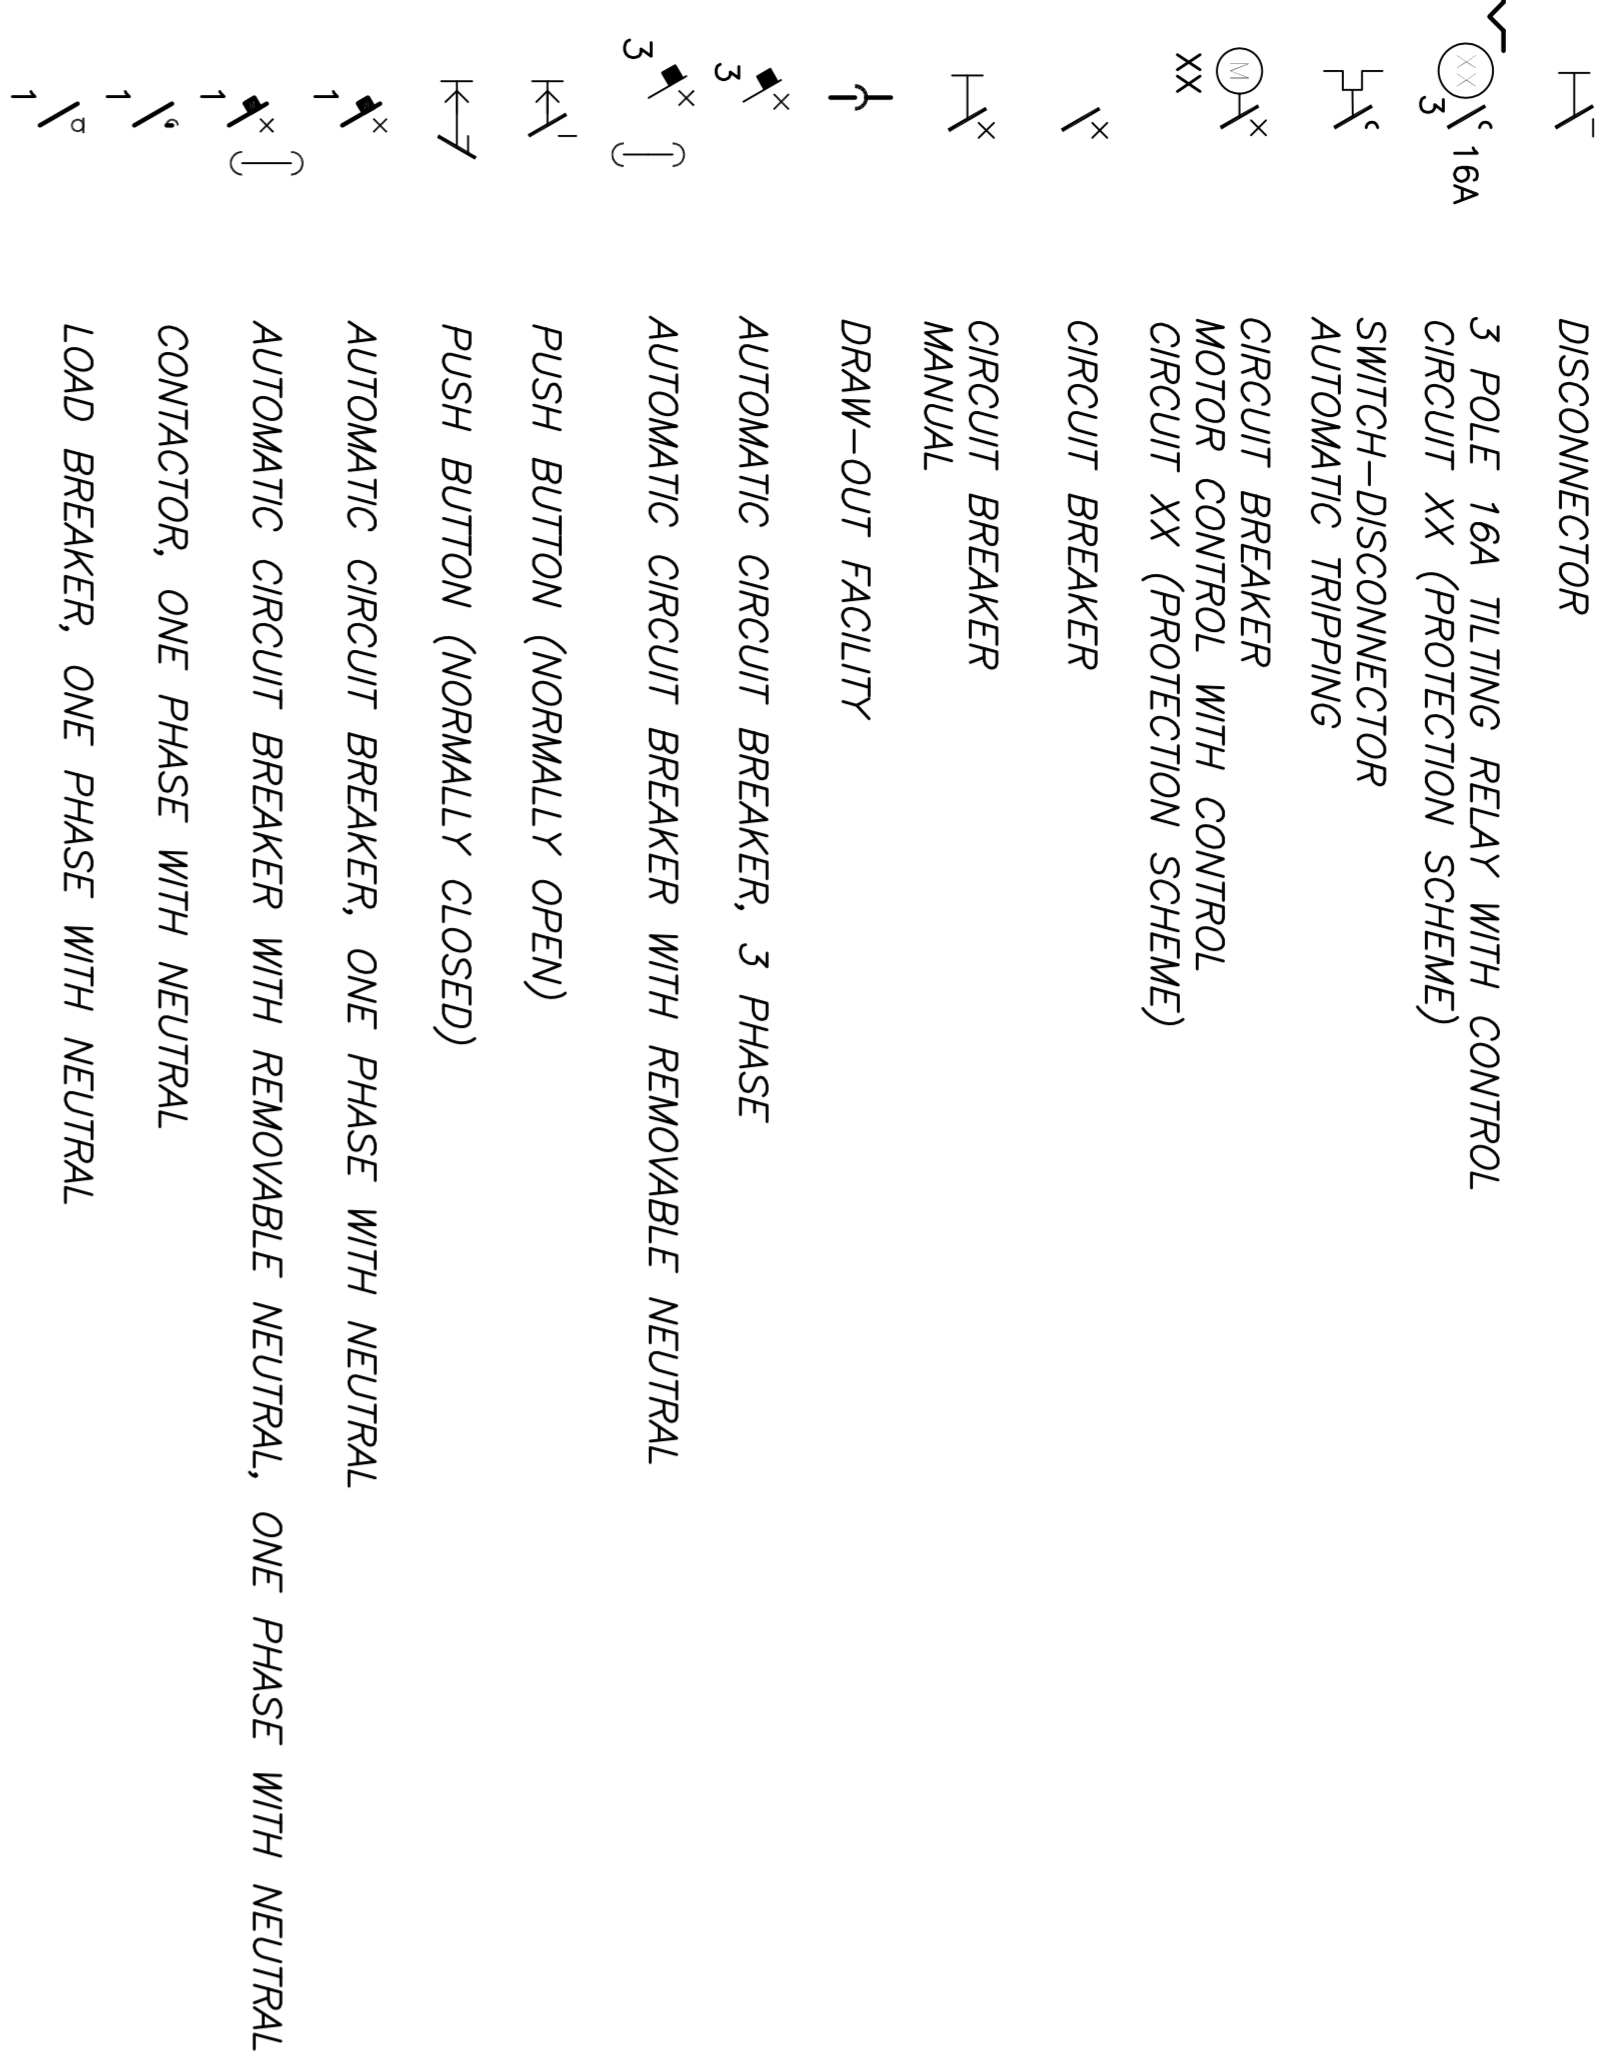 DISCONNECTOR
XX
3
16A
3 POLE 16A TILTING RELAY WITH CONTROL
CIRCUIT XX (PROTECTION SCHEME)
SWITCH-DISCONNECTOR
AUTOMATIC TRIPPING
M
XX
CIRCUIT BREAKER
MOTOR CONTROL WITH CONTROL
CIRCUIT XX (PROTECTION SCHEME)
CIRCUIT BREAKER
CIRCUIT BREAKER
MANUAL
DRAW-OUT FACILITY
3
AUTOMATIC CIRCUIT BREAKER, 3 PHASE
3
AUTOMATIC CIRCUIT BREAKER WITH REMOVABLE NEUTRAL
PUSH BUTTON (NORMALLY OPEN)
PUSH BUTTON (NORMALLY CLOSED)
1
AUTOMATIC CIRCUIT BREAKER, ONE PHASE WITH NEUTRAL
1
AUTOMATIC CIRCUIT BREAKER WITH REMOVABLE NEUTRAL, ONE PHASE WITH NEUTRAL
1
CONTACTOR, ONE PHASE WITH NEUTRAL
1
LOAD BREAKER, ONE PHASE WITH NEUTRAL